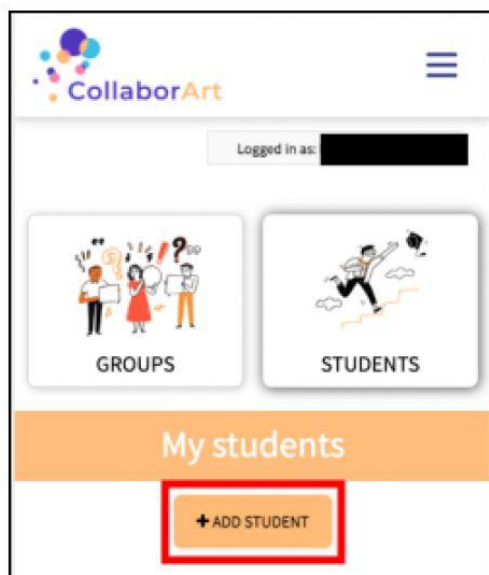 CollaborArt
Logged in as:
GROUPS
STUDENTS
My students
+ ADD STUDENT